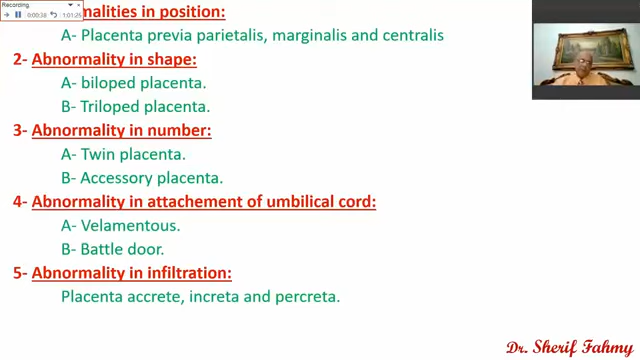 Recording
0:00:38 1:01:25
malities in position:
A- Placenta previa parietalis, marginalis and centralis
2- Abnormality in shape:
A- biloped placenta.
B- Triloped placenta.
3- Abnormality in number:
A- Twin placenta.
B- Accessory placenta.
4- Abnormality in attachement of umbilical cord:
A- Velamentous.
B- Battle door.
5- Abnormality in infiltration:
Placenta accrete, increta and percreta.
Dr. Sherif Fahmy